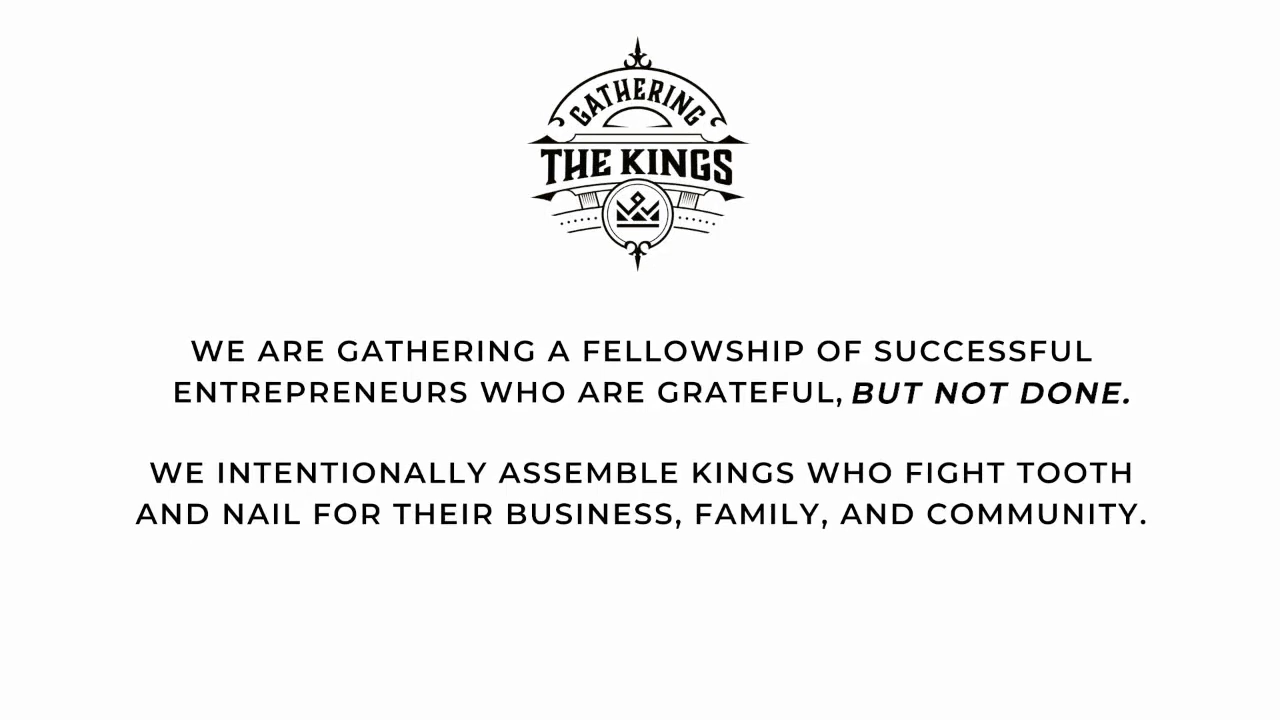 GATHERING
THE KINGS
WE ARE GATHERING A FELLOWSHIP OF SUCCESSFUL
ENTREPRENEURS WHO ARE GRATEFUL, BUT NOT DONE.
WE INTENTIONALLY ASSEMBLE KINGS WHO FIGHT TOOTH
AND NAIL FOR THEIR BUSINESS, FAMILY, AND COMMUNITY.